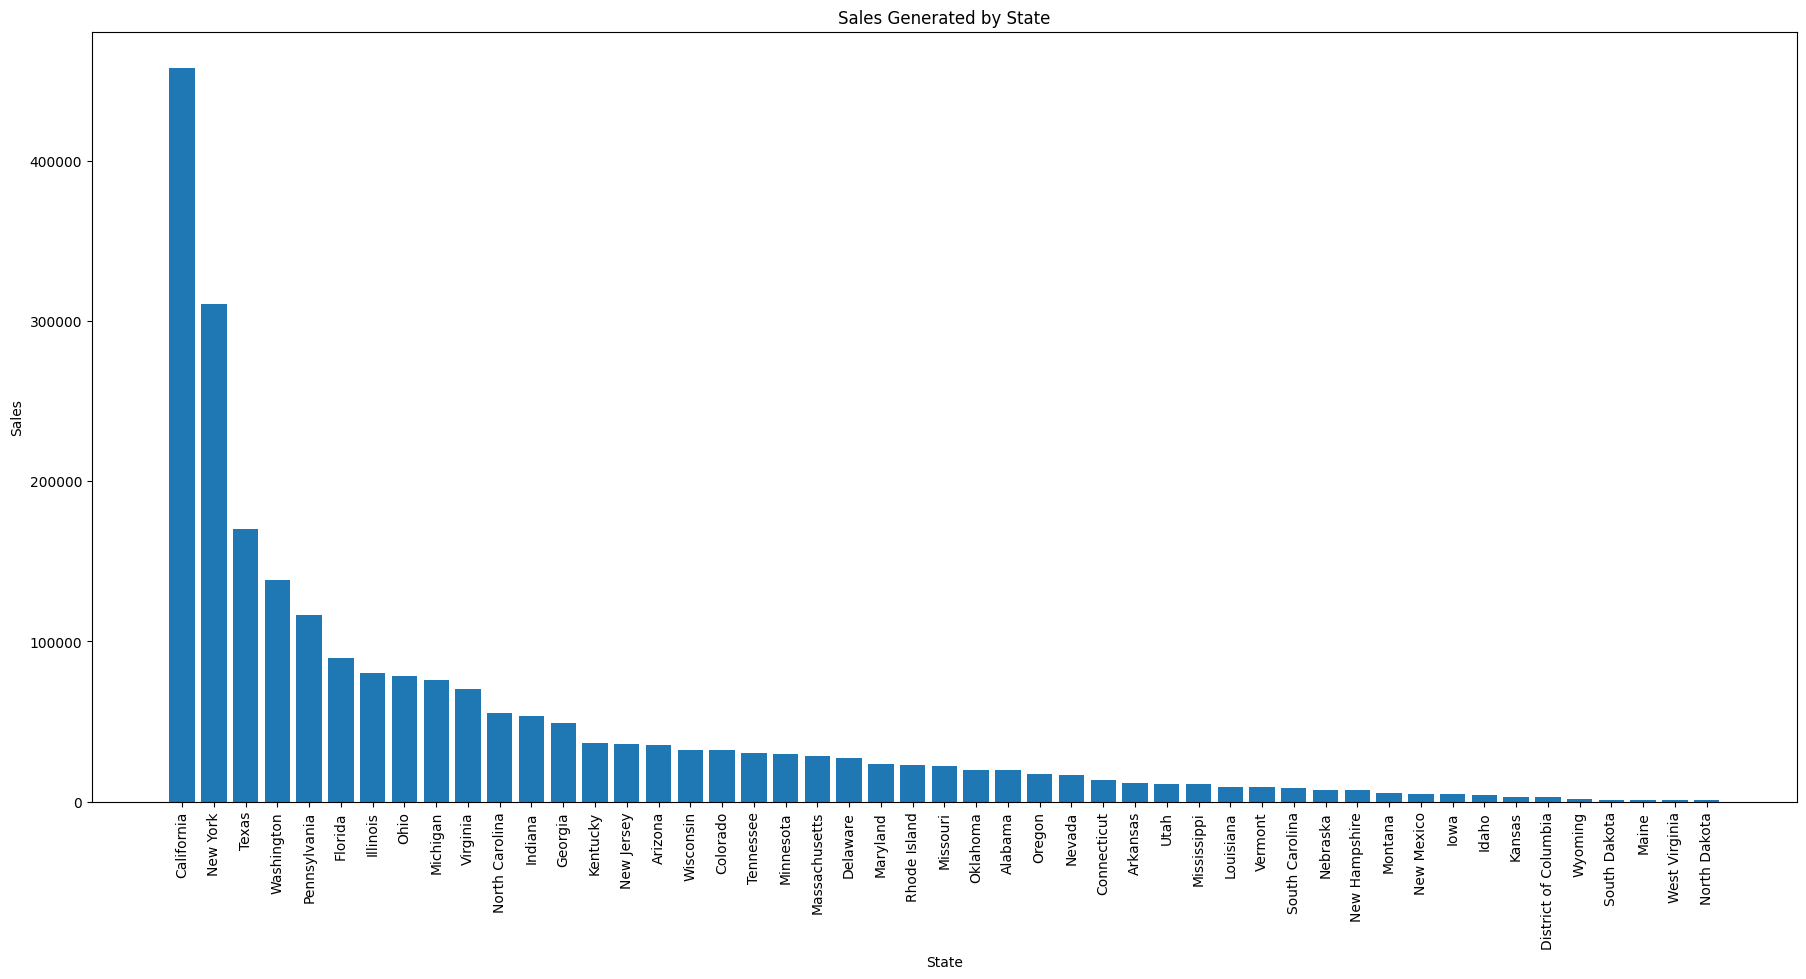 Sales Generated by State
Sales
400000
300000
200000
100000
0
California
New York
Texas
Washington
Pennsylvania
Florida
Illinois
Ohio
Michigan
Virginia
North Carolina
Indiana
Georgia
Kentucky
New Jersey
Arizona
Wisconsin
Colorado
Tennessee
Minnesota
Massachusetts
Delaware
Maryland
Rhode Island
Missouri
Oklahoma
Alabama
Oregon
Nevada
Connecticut
Arkansas
Utah
Mississippi
Louisiana
Vermont
South Carolina
Nebraska
New Hampshire
Montana
New Mexico
Iowa
Idaho
Kansas
District of Columbia
Wyoming
South Dakota
Maine
West Virginia
North Dakota
State